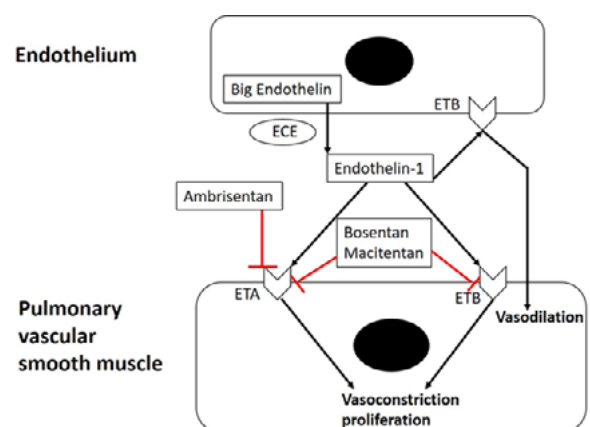 Endothelium
Big Endothelin
ETB
ECE
Endothelin-1
Ambrisentan
Bosentan
Macitentan
ETA
ETB
Pulmonary
vascular
smooth muscle
Vasodilation
Vasoconstriction
proliferation